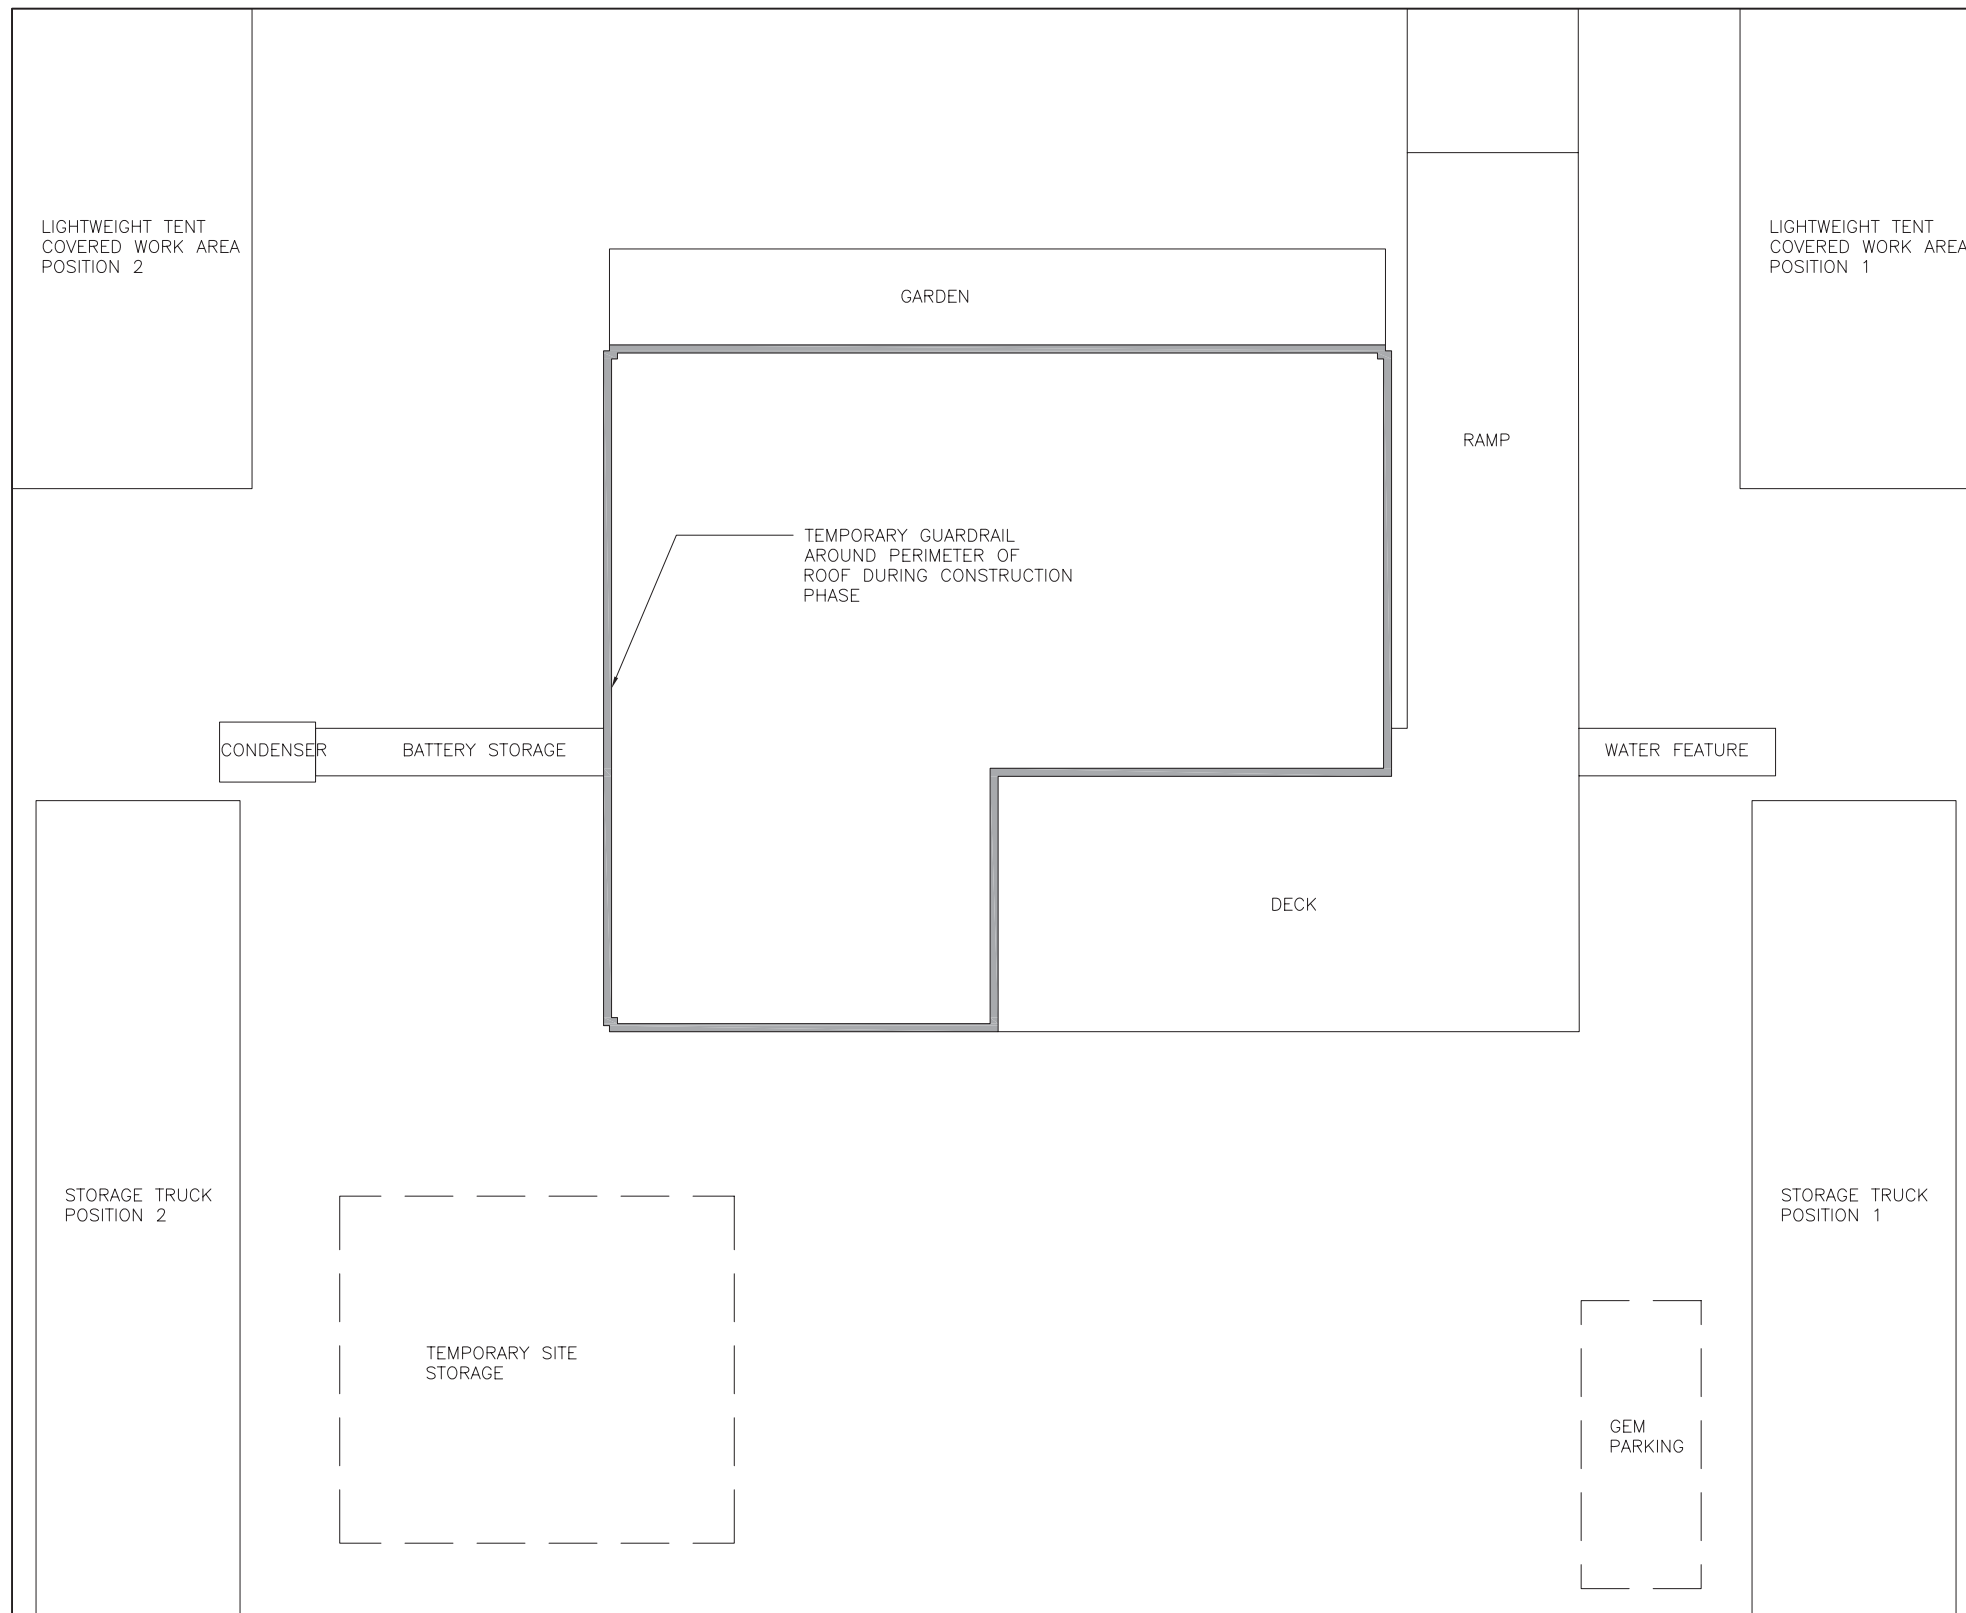 LIGHTWEIGHT TENT
COVERED WORK AREA
POSITION 2
LIGHTWEIGHT TENT
COVERED WORK AREA
POSITION 1
GARDEN
RAMP
TEMPORARY GUARDRAIL
AROUND PERIMETER OF
ROOF DURING CONSTRUCTION
PHASE
CONDENSER
BATTERY STORAGE
WATER FEATURE
DECK
STORAGE TRUCK
POSITION 2
STORAGE TRUCK
POSITION 1
TEMPORARY SITE
STORAGE
GEM
PARKING